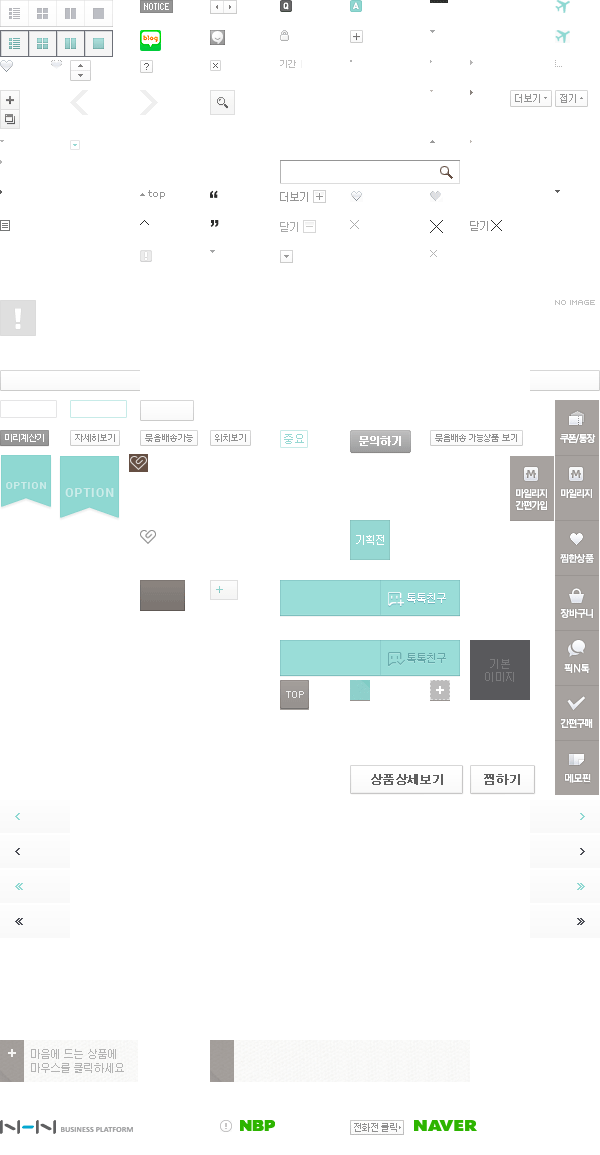 NOTICE
Q
A
blog
?
기간
더보기
접기
top
“
더보기
”
닫기
닫기
!
NO IMAGE
미리계산기
자세히보기
묶음배송가능
위치보기
중요
문의하기
묶음배송 가능상품 보기
쿠폰/통장
OPTION
OPTION
마일리지
간편가입
마일리지
기획전
찜한상품
톡톡친구
장바구니
톡톡친구
기본
이미지
픽N톡
TOP
간편구매
상품상세보기
찜하기
메모핀
마음에 드는 상품에
마우스를 클릭하세요
NHN BUSINESS PLATFORM
NBP
전화전 클릭
NAVER